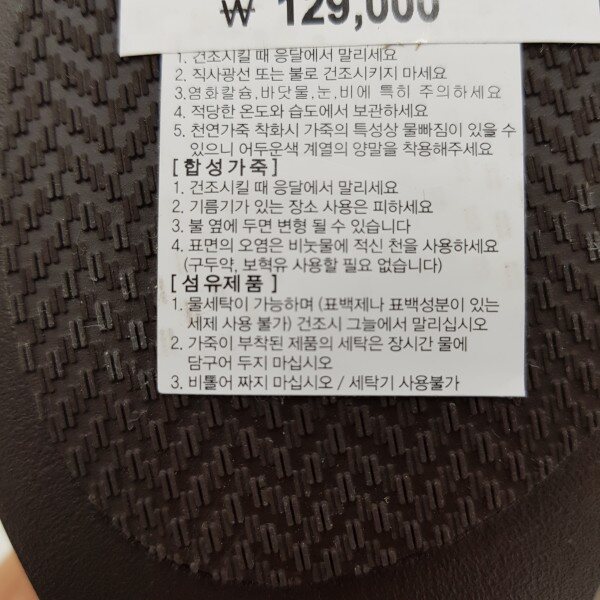 ₩ 129,000
1. 건조시킬 때 응달에서 말리세요
2. 직사광선 또는 불로 건조시키지 마세요
3.염화칼슘,바닷물,눈,비에 특히 주의하세요
4. 적당한 온도와 습도에서 보관하세요
5. 천연가죽 착화시 가죽의 특성상 물빠짐이 있을 수
있으니 어두운색 계열의 양말을 착용해주세요
[합성가죽]
1. 건조시킬 때 응달에서 말리세요
2. 기름기가 있는 장소 사용은 피하세요
3. 불 옆에 두면 변형 될 수 있습니다
4. 표면의 오염은 비눗물에 적신 천을 사용하세요
(구두약, 보혁유 사용할 필요 없습니다)
[섬유제품]
1. 물세탁이 가능하며 (표백제나 표백성분이 있는
세제 사용 불가) 건조시 그늘에서 말리십시오
2. 가죽이 부착된 제품의 세탁은 장시간 물에
담구어 두지 마십시오
3. 비틀어 짜지 마십시오 / 세탁기 사용불가